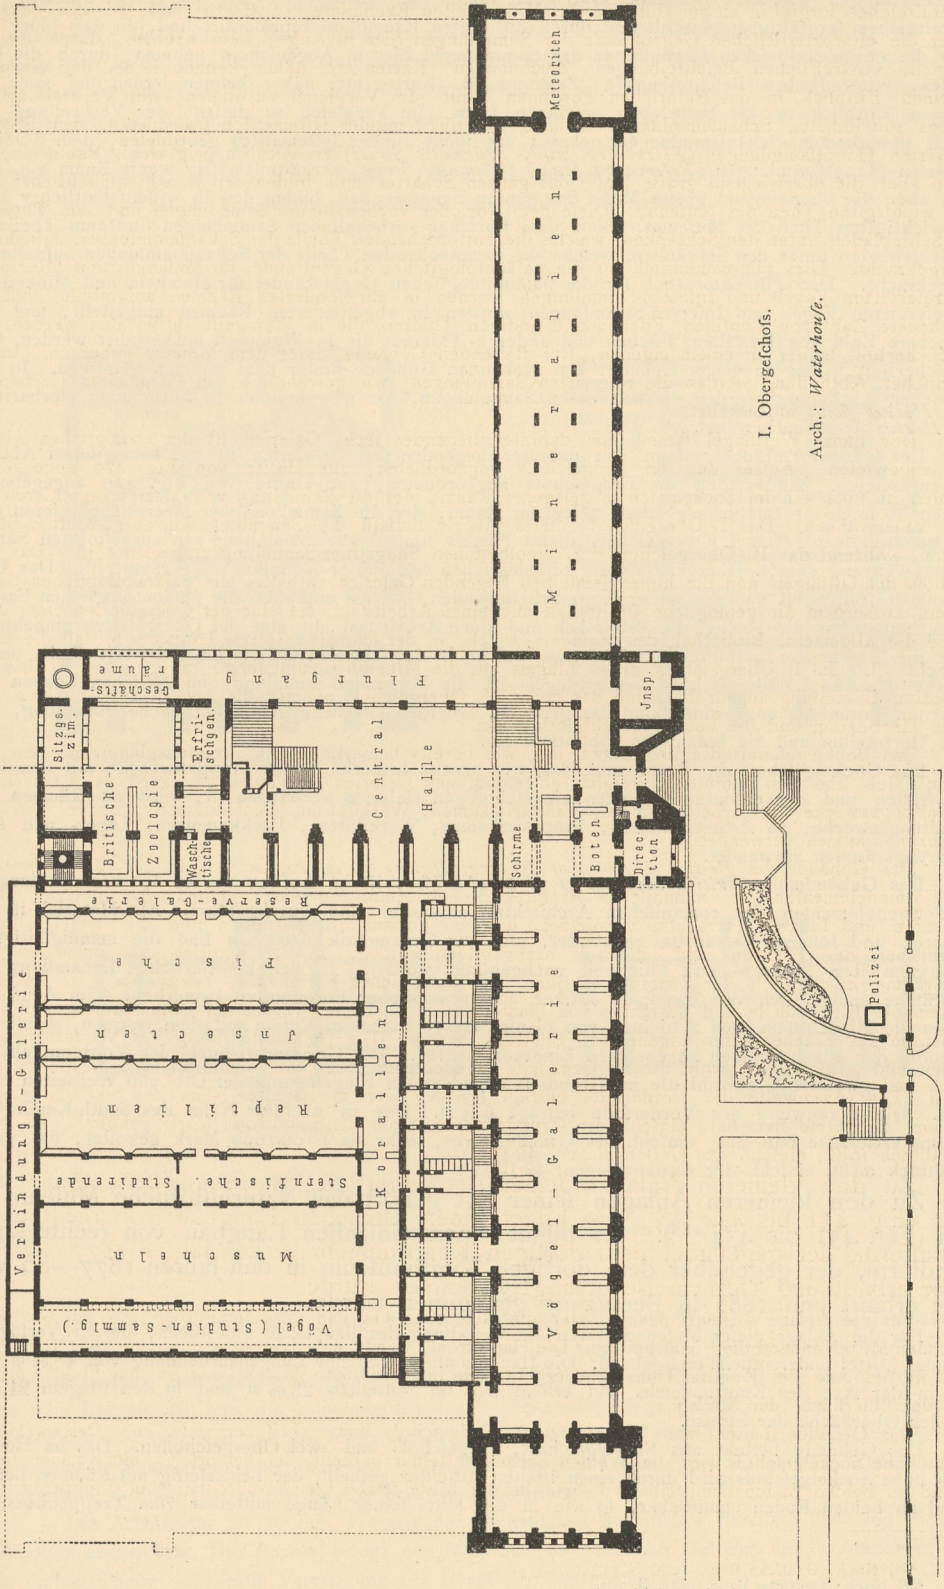 Meteoriten
Mineralien
I. Obergeſchoſs.
Arch.: Waterhouſe.
Geschäfts-
räume
Flurgang
Sitzgs.
zim.
Erfri-
schgen.
Central
Halle
Jnsp.
Britische-
Zoologie
Wasch-
tische
Schirme
Boten
Direc
tion
Reserve-Galerie
Verbindungs-Galerie
Fische
Jnsecten
Reptilien
Sternfische.
Studirende
Muscheln
Vögel (Studien-Sammlg.)
Korallen
Vögel-Galerie
Polizei